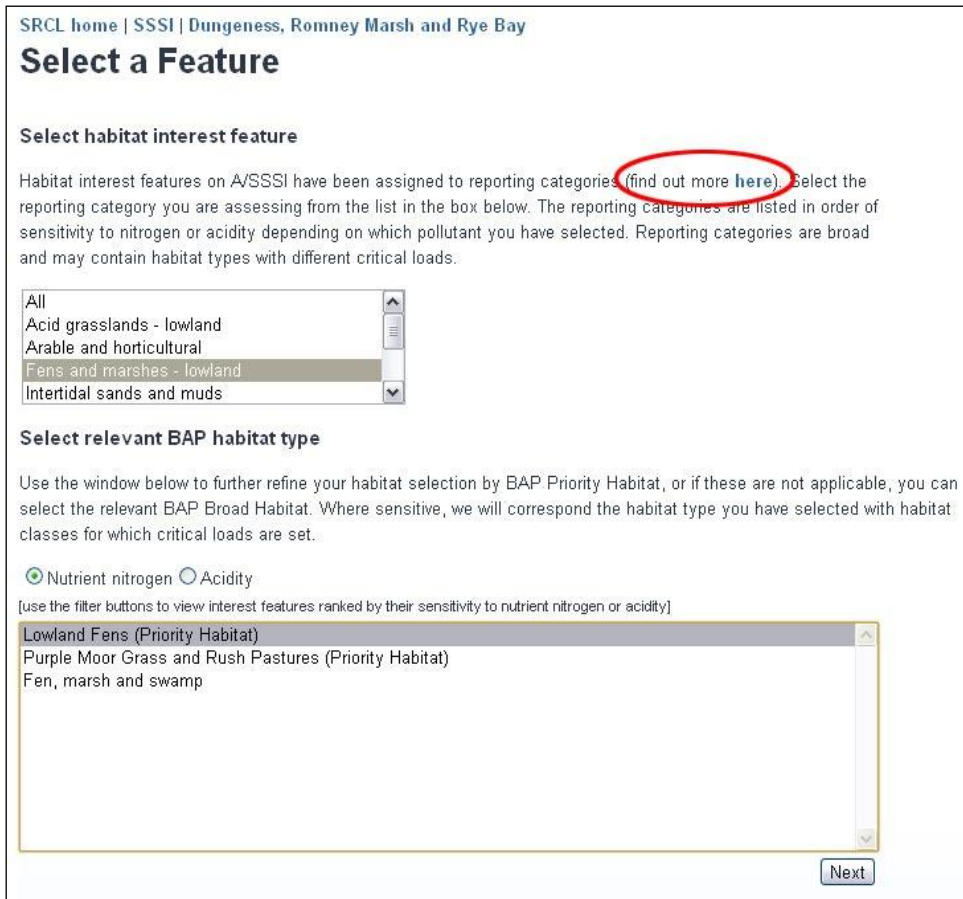 SRCL home | SSSI | Dungeness, Romney Marsh and Rye Bay
Select a Feature
Select habitat interest feature
Habitat interest features on A/SSSI have been assigned to reporting categories (find out more here). Select the
reporting category you are assessing from the list in the box below. The reporting categories are listed in order of
sensitivity to nitrogen or acidity depending on which pollutant you have selected. Reporting categories are broad
and may contain habitat types with different critical loads.
All
Acid grasslands - lowland
Arable and horticultural
Fens and marshes - lowland
Intertidal sands and muds
Select relevant BAP habitat type
Use the window below to further refine your habitat selection by BAP Priority Habitat, or if these are not applicable, you can
select the relevant BAP Broad Habitat. Where sensitive, we will correspond the habitat type you have selected with habitat
classes for which critical loads are set.
Nutrient nitrogen Acidity
[use the filter buttons to view interest features ranked by their sensitivity to nutrient nitrogen or acidity]
Lowland Fens (Priority Habitat)
Purple Moor Grass and Rush Pastures (Priority Habitat)
Fen, marsh and swamp
Next